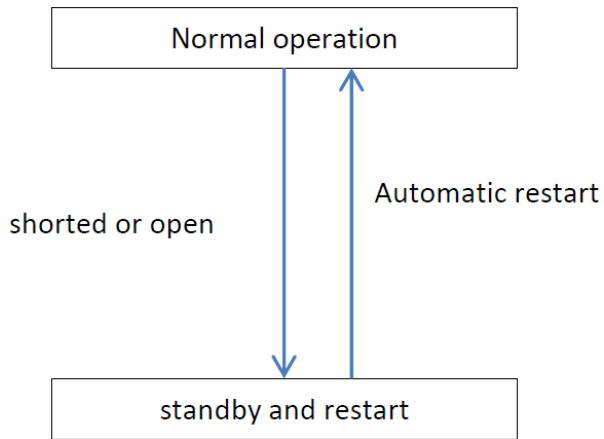 Normal operation
Automatic restart
shorted or open
standby and restart